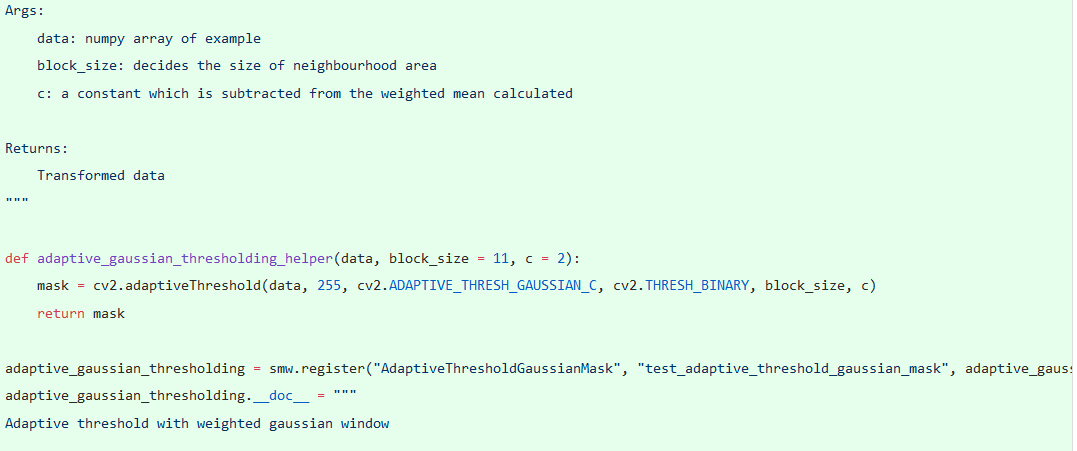 Args:
    data: numpy array of example
    block_size: decides the size of neighbourhood area
    c: a constant which is subtracted from the weighted mean calculated

Returns:
    Transformed data
"""

def adaptive_gaussian_thresholding_helper(data, block_size = 11, c = 2):
    mask = cv2.adaptiveThreshold(data, 255, cv2.ADAPTIVE_THRESH_GAUSSIAN_C, cv2.THRESH_BINARY, block_size, c)
    return mask

adaptive_gaussian_thresholding = smw.register("AdaptiveThresholdGaussianMask", "test_adaptive_threshold_gaussian_mask",
adaptive_gaussian_thresholding.__doc__ = """
Adaptive threshold with weighted gaussian window